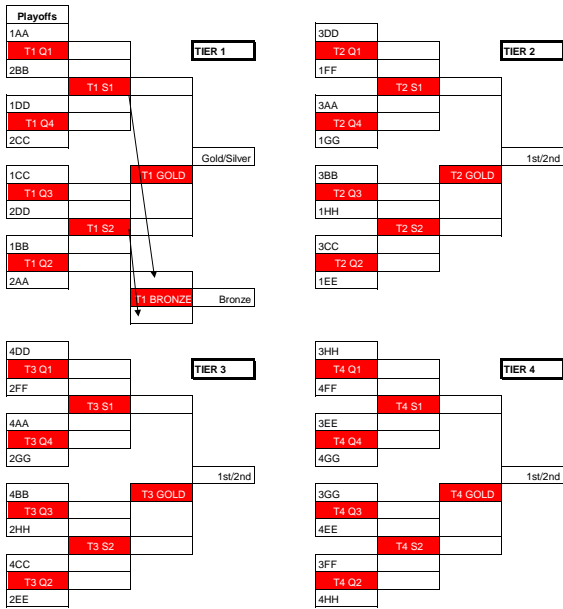 Playoffs
1AA
T1 Q1
TIER 1
2BB
T1 S1
1DD
T1 Q4
2CC
Gold/Silver
1CC
T1 GOLD
T1 Q3
2DD
T1 S2
1BB
T1 Q2
2AA
T1 BRONZE
Bronze
3DD
T2 Q1
TIER 2
1FF
T2 S1
3AA
T2 Q4
1GG
1st/2nd
3BB
T2 GOLD
T2 Q3
1HH
T2 S2
3CC
T2 Q2
1EE
4DD
T3 Q1
TIER 3
2FF
T3 S1
4AA
T3 Q4
2GG
1st/2nd
4BB
T3 GOLD
T3 Q3
2HH
T3 S2
4CC
T3 Q2
2EE
3HH
T4 Q1
TIER 4
4FF
T4 S1
3EE
T4 Q4
4GG
1st/2nd
3GG
T4 GOLD
T4 Q3
4EE
T4 S2
3FF
T4 Q2
4HH